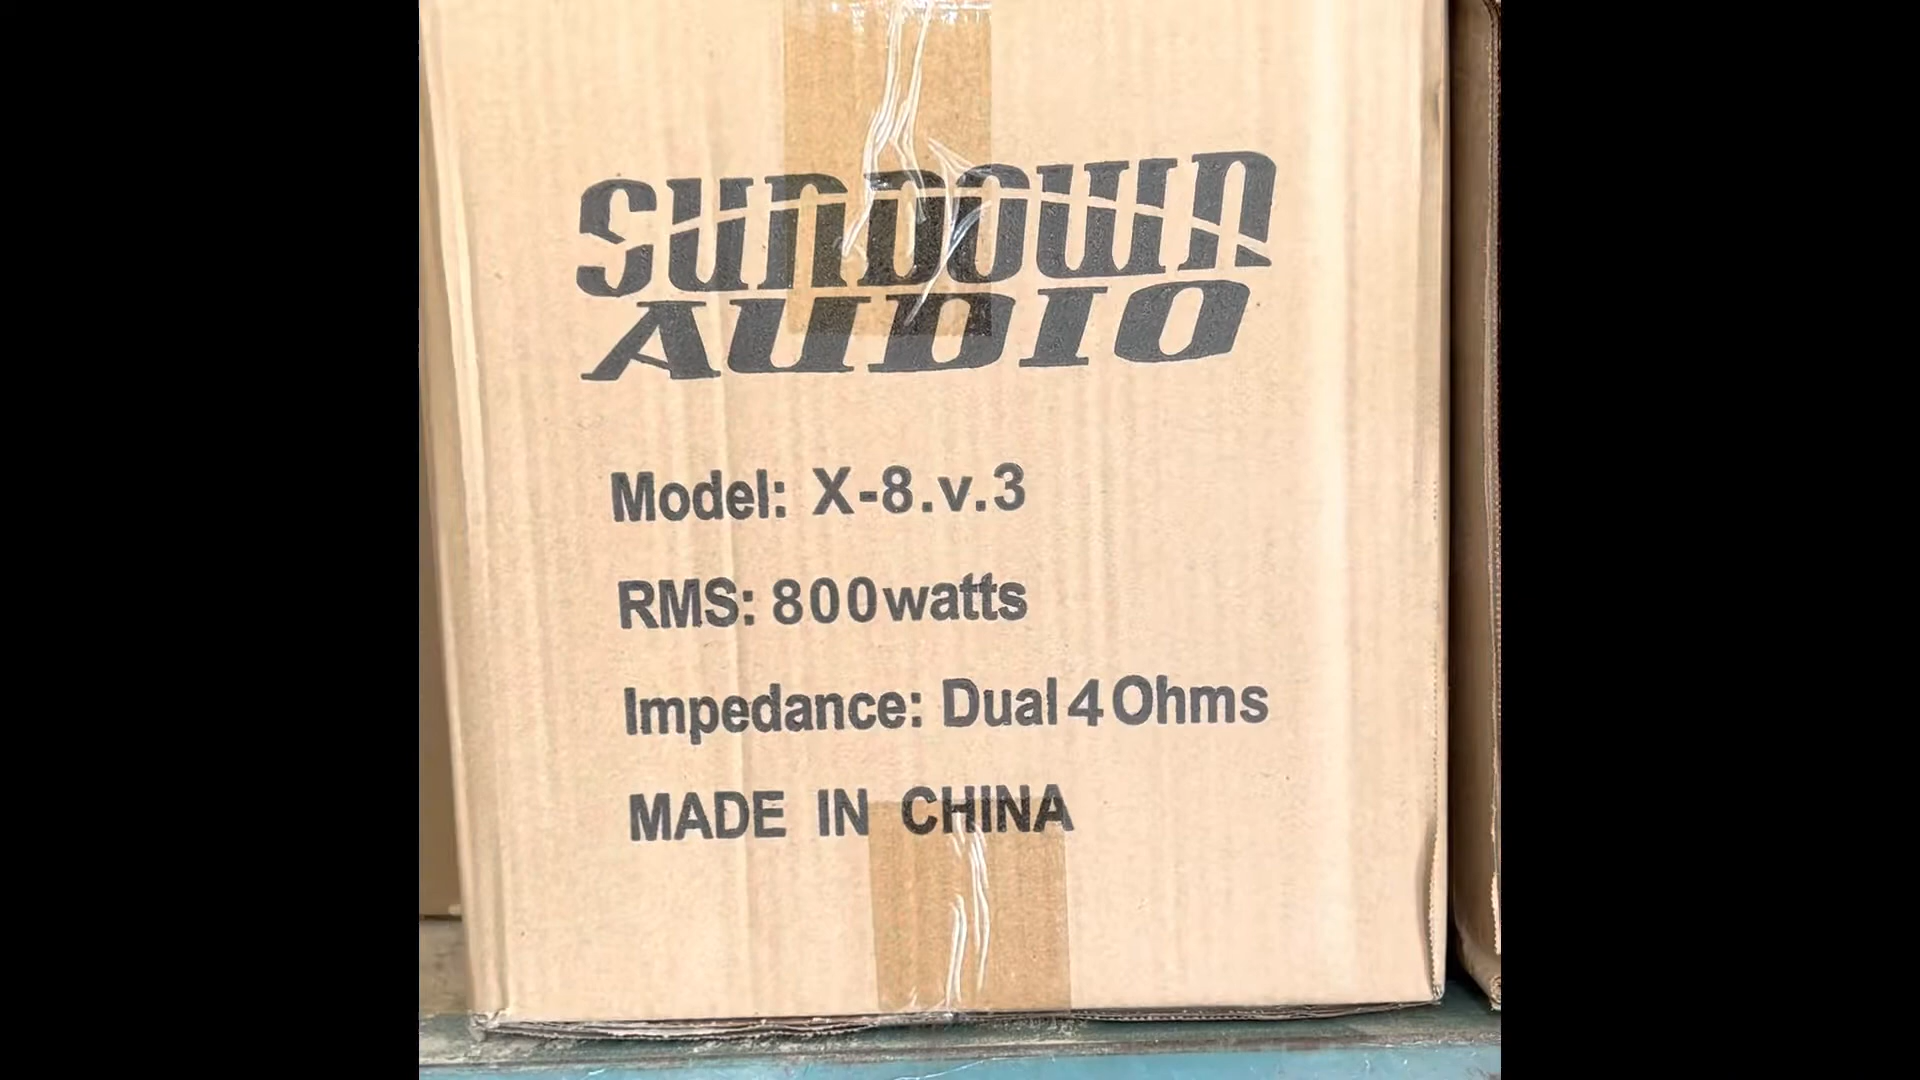 SUNDOWN
AUDIO
Model: X-8.v.3
RMS: 800watts
Impedance: Dual 4 Ohms
MADE IN CHINA